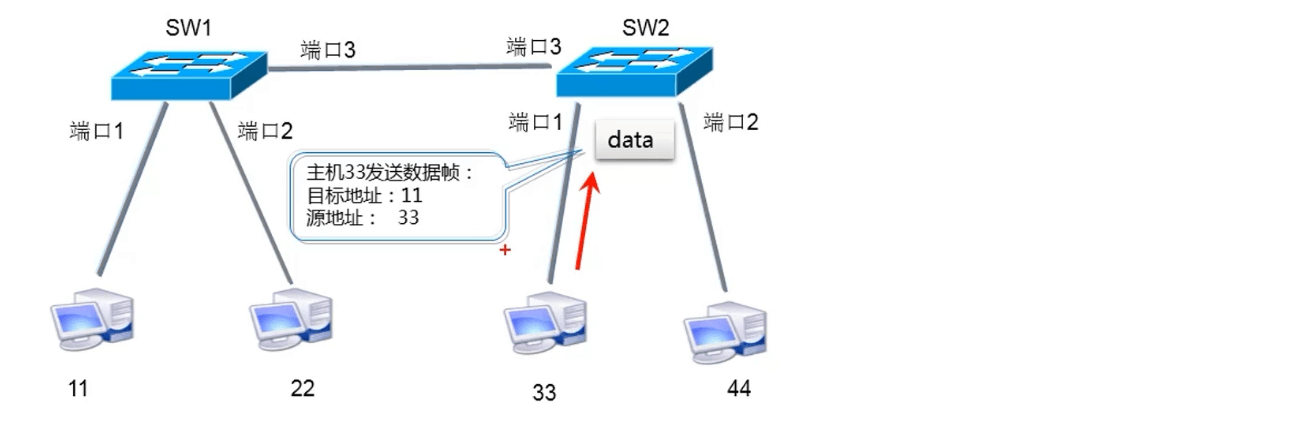 SW1
SW2
端口3
端口3
端口1
端口2
端口1
端口2
data
主机33发送数据帧：
目标地址：11
源地址： 33
11
22
33
44